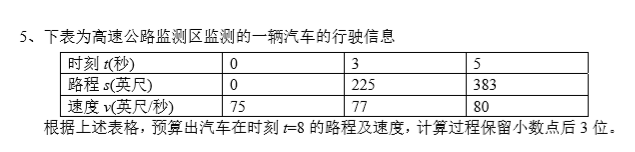 5、下表为高速公路监测区监测的一辆汽车的行驶信息
时刻 t(秒) 0 3 5
路程 s(英尺) 0 225 383
速度 v(英尺/秒) 75 77 80
根据上述表格，预算出汽车在时刻 t=8 的路程及速度，计算过程保留小数点后 3 位。